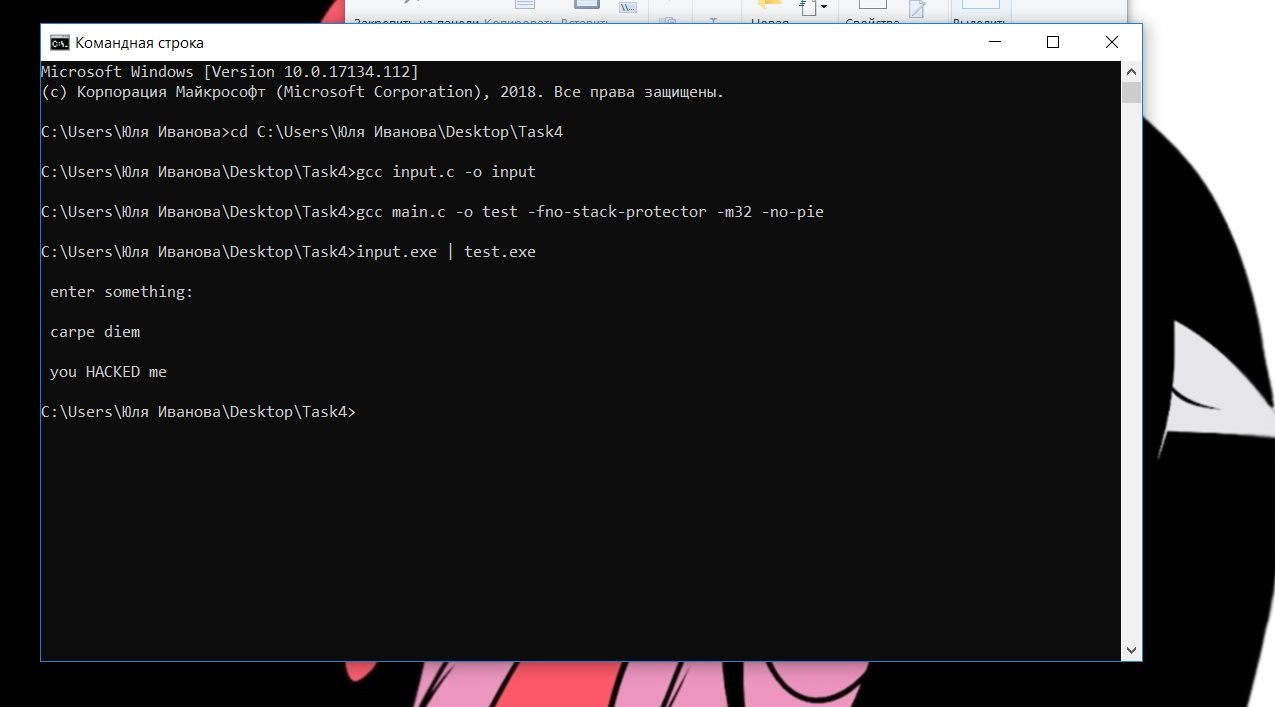 Закрепить на панели Копировать Вставить Новая Свойства Выделить
Командная строка
Microsoft Windows [Version 10.0.17134.112]
(c) Корпорация Майкрософт (Microsoft Corporation), 2018. Все права защищены.
C:\Users\Юля Иванова>cd C:\Users\Юля Иванова\Desktop\Task4
C:\Users\Юля Иванова\Desktop\Task4>gcc input.c -o input
C:\Users\Юля Иванова\Desktop\Task4>gcc main.c -o test -fno-stack-protector -m32 -no-pie
C:\Users\Юля Иванова\Desktop\Task4>input.exe | test.exe
enter something:
carpe diem
you HACKED me
C:\Users\Юля Иванова\Desktop\Task4>